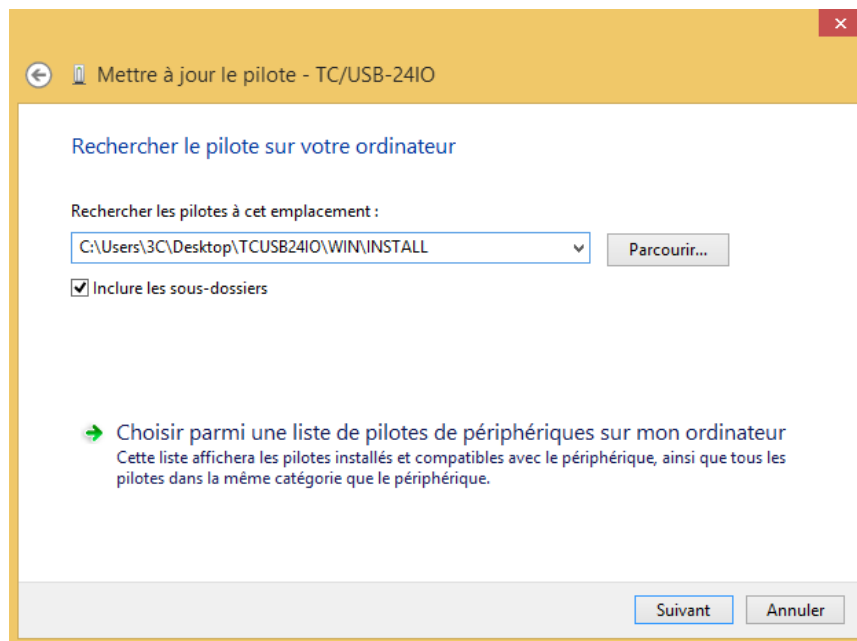 Mettre à jour le pilote - TC/USB-24IO
Rechercher le pilote sur votre ordinateur
Rechercher les pilotes à cet emplacement :
C:\Users\3C\Desktop\TCUSB24IO\WIN\INSTALL
Parcourir...
Inclure les sous-dossiers
Choisir parmi une liste de pilotes de périphériques sur mon ordinateur
Cette liste affichera les pilotes installés et compatibles avec le périphérique, ainsi que tous les
pilotes dans la même catégorie que le périphérique.
Suivant
Annuler